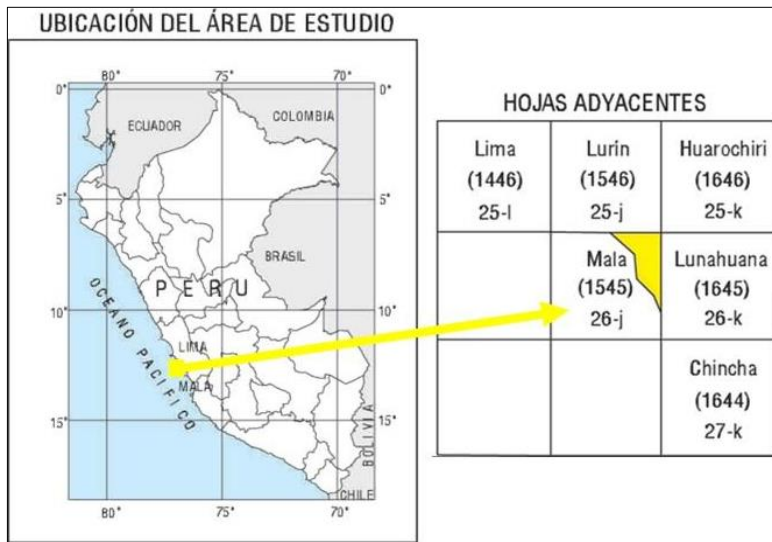 UBICACIÓN DEL ÁREA DE ESTUDIO
80°
75°
70°
0°
0°
ECUADOR
COLOMBIA
5°
5°
BRASIL
PERU
10°
10°
OCEANO PACIFICO
LIMA
MALA
15°
15°
BOLIVIA
CHILE
80°
75°
70°
HOJAS ADYACENTES
Lima
(1446)
25-l
Lurín
(1546)
25-j
Huarochiri
(1646)
25-k
Mala
(1545)
26-j
Lunahuana
(1645)
26-k
Chincha
(1644)
27-k